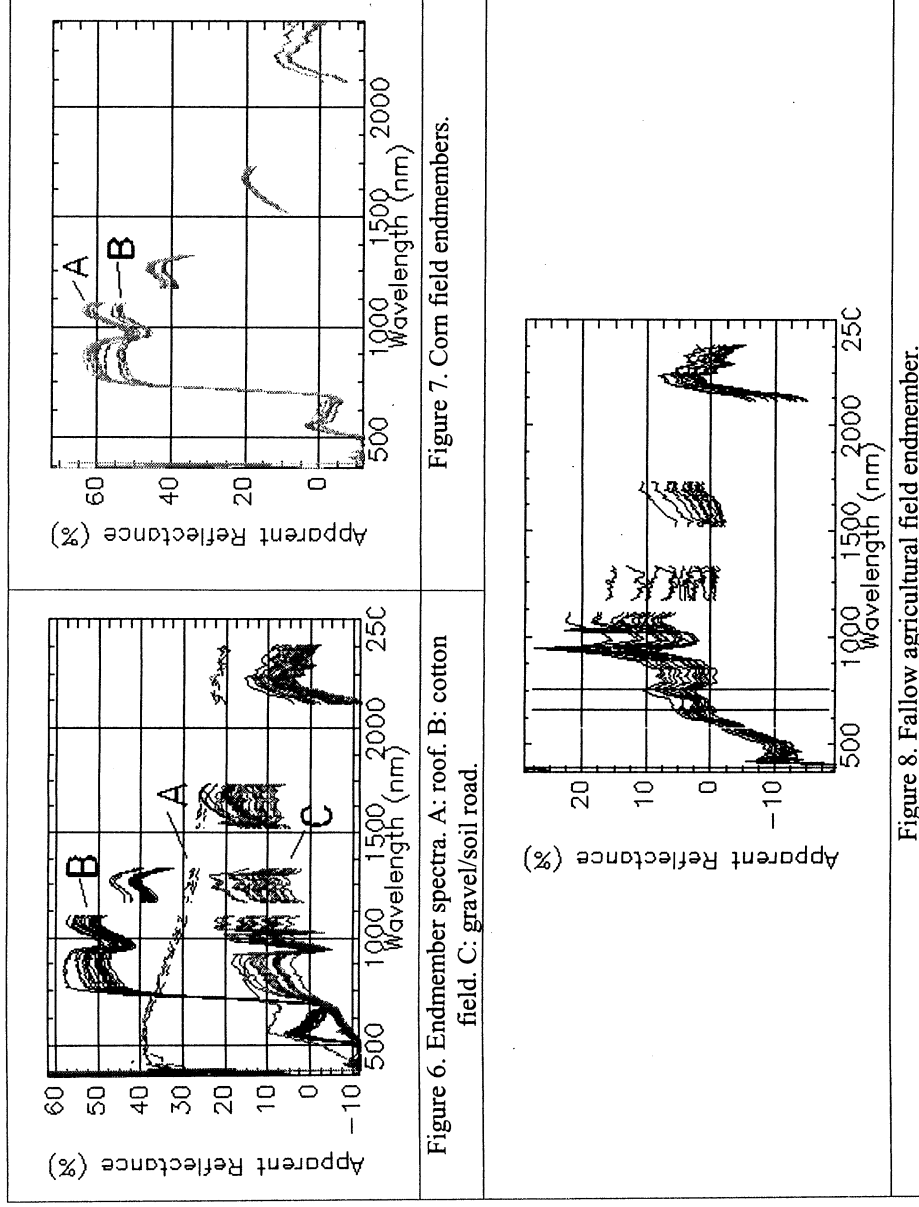 Apparent Reflectance (%)
60
50
40
30
20
10
0
−10
B
A
C
500
1000
1500
2000
25C
Wavelength (nm)
Figure 6. Endmember spectra. A: roof. B: cotton
field. C: gravel/soil road.
Apparent Reflectance (%)
60
40
20
0
A
B
500
1000
1500
2000
Wavelength (nm)
Figure 7. Corn field endmembers.
Apparent Reflectance (%)
20
10
0
−10
500
1000
1500
2000
25C
Wavelength (nm)
Figure 8. Fallow agricultural field endmember.